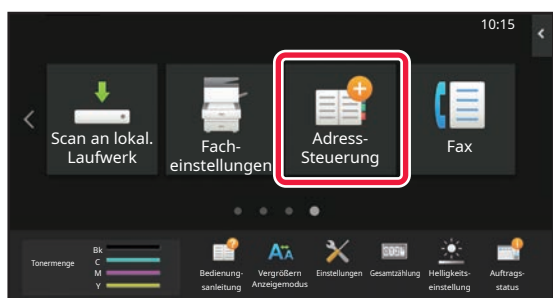 10:15
Scan an lokal.
Laufwerk
Fach-
einstellungen
Adress-
Steuerung
Fax
Tonermenge
Bk
C
M
Y
Bedienung-
sanleitung
Vergrößern
Anzeigemodus
Einstellungen
Gesamtzählung
Helligkeits-
einstellung
Auftrags-
status